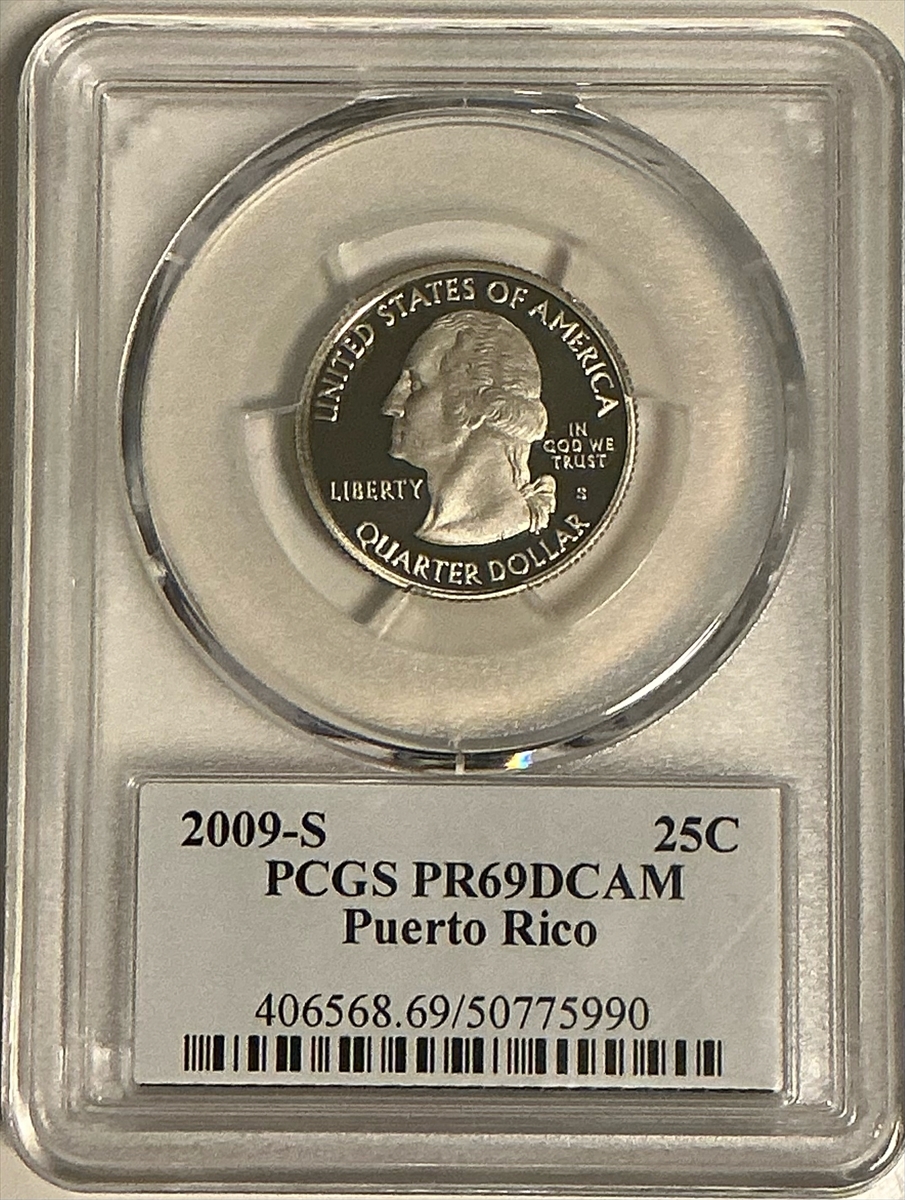 UNITED STATES OF AMERICA
IN
GOD WE
TRUST
LIBERTY
S
QUARTER DOLLAR
2009-S 25C
PCGS PR69DCAM
Puerto Rico
406568.69/50775990